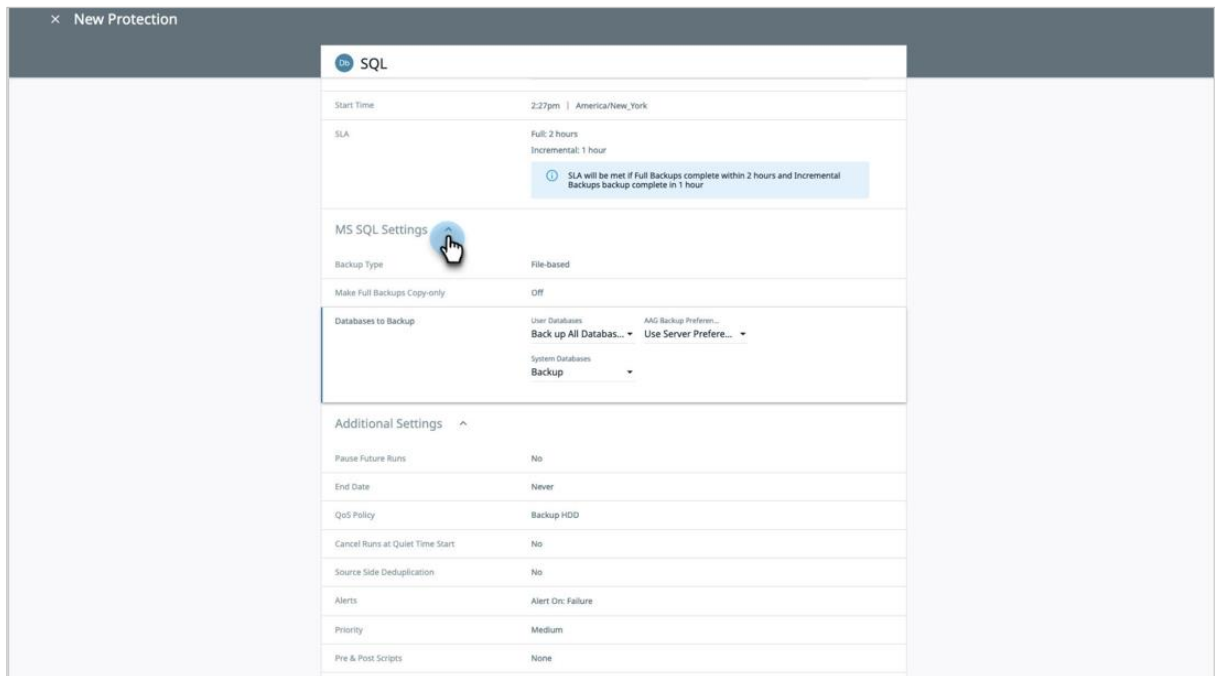 × New Protection
Db SQL
Start Time 2:27pm | America/New_York
SLA Full: 2 hours
Incremental: 1 hour
SLA will be met if Full Backups complete within 2 hours and Incremental
Backups backup complete in 1 hour
MS SQL Settings
Backup Type File-based
Make Full Backups Copy-only Off
Databases to Backup User Databases AAG Backup Preferen...
Back up All Databas... Use Server Prefere...
System Databases
Backup
Additional Settings
Pause Future Runs No
End Date Never
QoS Policy Backup HDD
Cancel Runs at Quiet Time Start No
Source Side Deduplication No
Alerts Alert On: Failure
Priority Medium
Pre & Post Scripts None